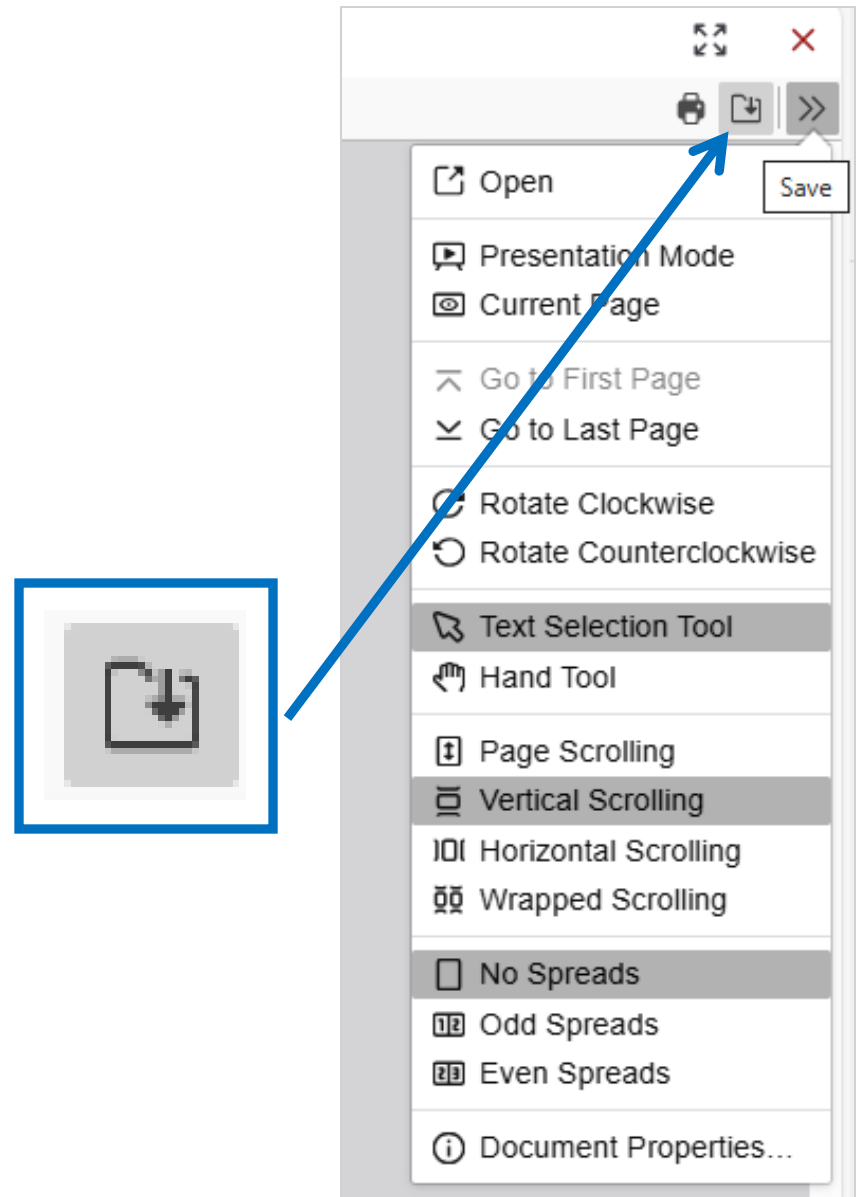 Open
Save
Presentation Mode
Current Page
Go to First Page
Go to Last Page
Rotate Clockwise
Rotate Counterclockwise
Text Selection Tool
Hand Tool
Page Scrolling
Vertical Scrolling
Horizontal Scrolling
Wrapped Scrolling
No Spreads
Odd Spreads
Even Spreads
Document Properties...